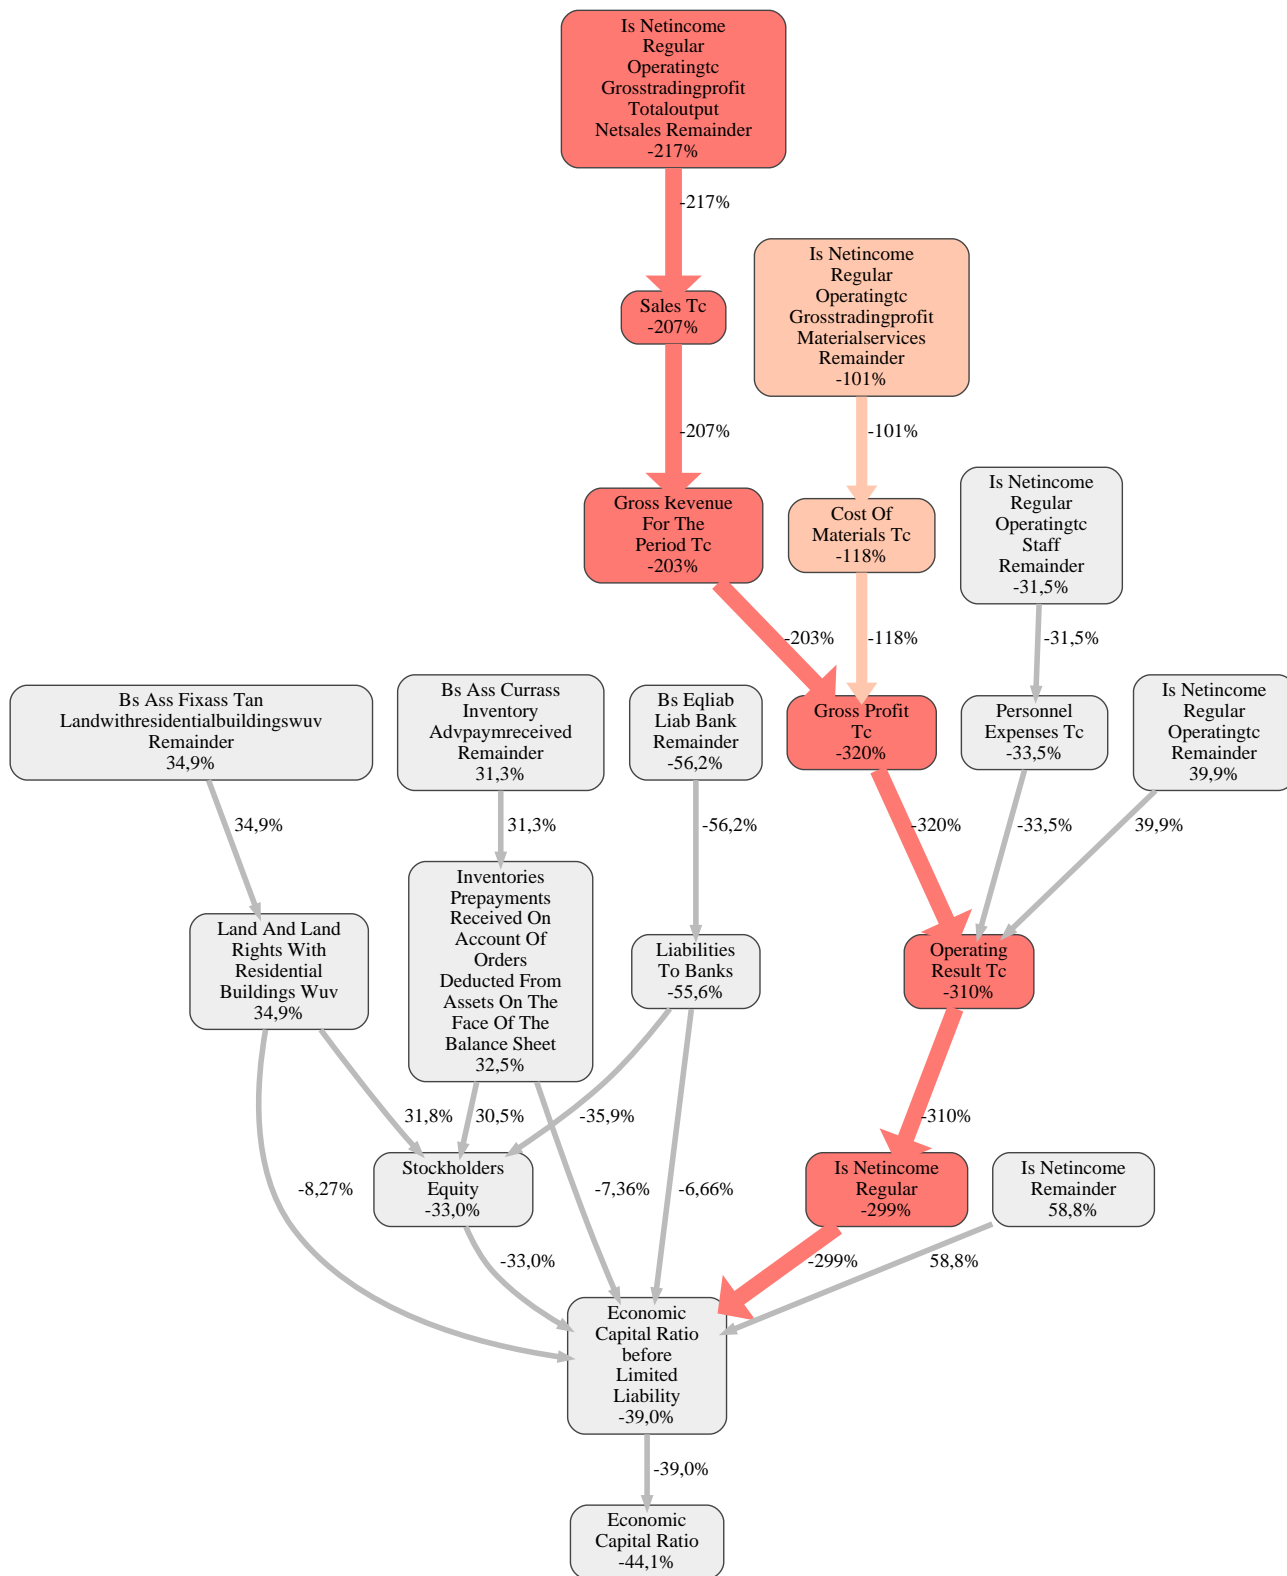 Is Netincome
Regular
Operatingtc
Grosstradingprofit
Totaloutput
Netsales Remainder
-217%
-217%
Is Netincome
Regular
Operatingtc
Grosstradingprofit
Materialservices
Remainder
-101%
Sales Tc
-207%
-207%
-101%
Is Netincome
Regular
Operatingtc
Staff
Remainder
-31,5%
Gross Revenue
For The
Period Tc
-203%
Cost Of
Materials Tc
-118%
-203%
-118%
-31,5%
Bs Ass Fixass Tan
Landwithresidentialbuildingswuv
Remainder
34,9%
Bs Ass Currass
Inventory
Advpaymreceived
Remainder
31,3%
Bs Eqliab
Liab Bank
Remainder
-56,2%
Gross Profit
Tc
-320%
Personnel
Expenses Tc
-33,5%
Is Netincome
Regular
Operatingtc
Remainder
39,9%
34,9%
31,3%
-56,2%
-320%
-33,5%
39,9%
Land And Land
Rights With
Residential
Buildings Wuv
34,9%
Inventories
Prepayments
Received On
Account Of
Orders
Deducted From
Assets On The
Face Of The
Balance Sheet
32,5%
Liabilities
To Banks
-55,6%
Operating
Result Tc
-310%
31,8%
30,5%
-35,9%
-310%
Stockholders
Equity
-33,0%
Is Netincome
Regular
-299%
Is Netincome
Remainder
58,8%
-8,27%
-7,36%
-6,66%
-33,0%
-299%
58,8%
Economic
Capital Ratio
before
Limited
Liability
-39,0%
-39,0%
Economic
Capital Ratio
-44,1%